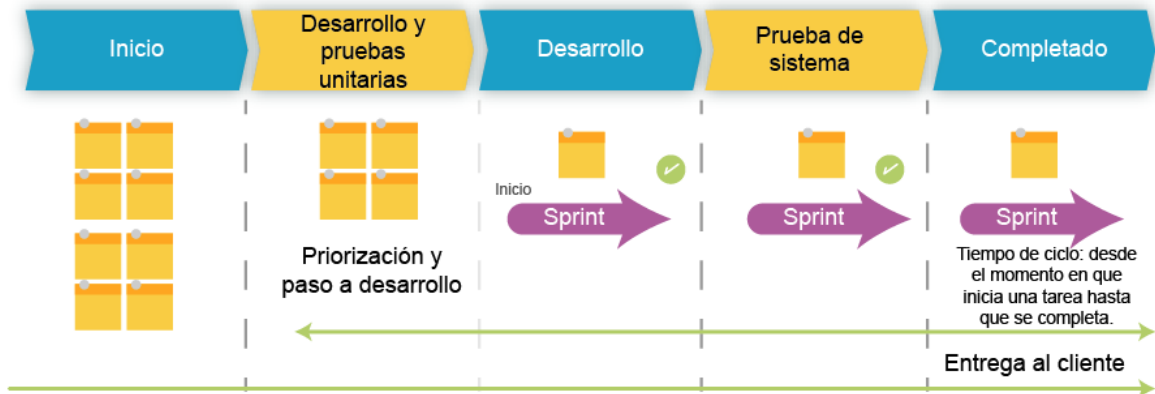 Inicio
Desarrollo y
pruebas
unitarias
Desarrollo
Prueba de
sistema
Completado
Inicio
Sprint
Sprint
Sprint
Priorización y
paso a desarrollo
Tiempo de ciclo: desde
el momento en que
inicia una tarea hasta
que se completa.
Entrega al cliente